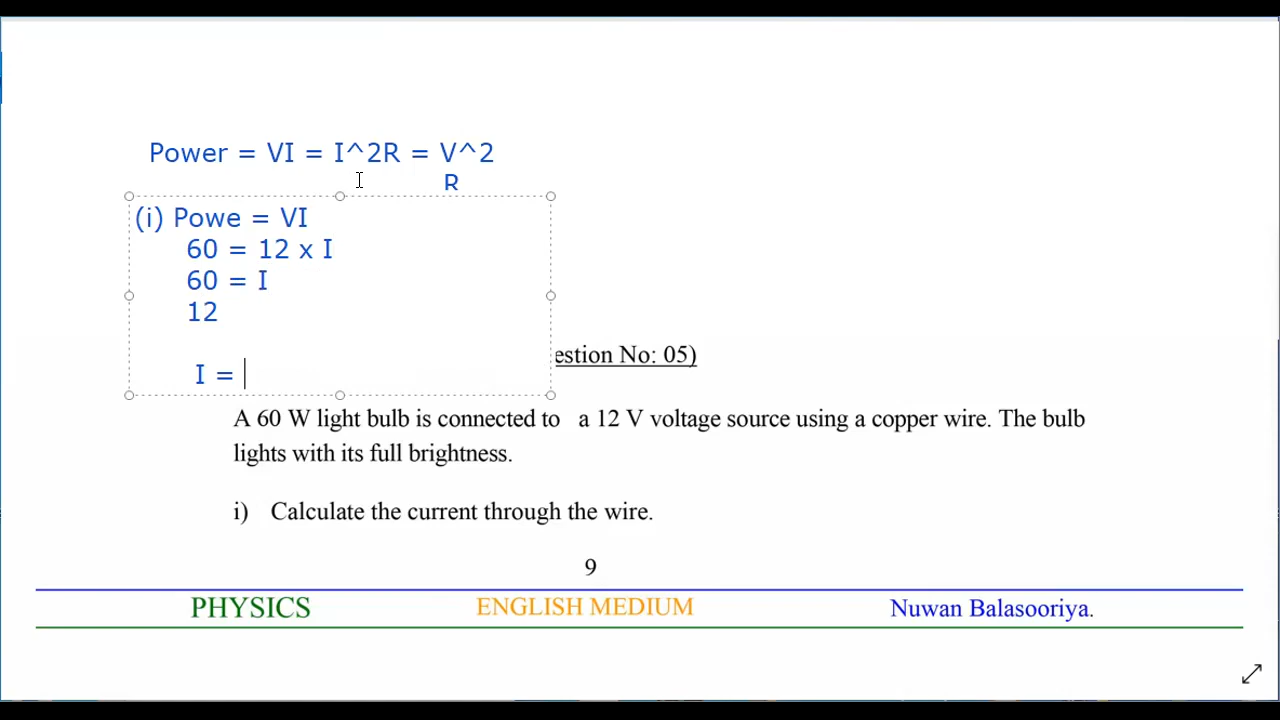 Power = VI = I^2R = V^2
R
(i) Powe = VI
60 = 12 x I
60 = I
12
estion No: 05)
I =
A 60 W light bulb is connected to a 12 V voltage source using a copper wire. The bulb
lights with its full brightness.
i) Calculate the current through the wire.
9
PHYSICS ENGLISH MEDIUM Nuwan Balasooriya.